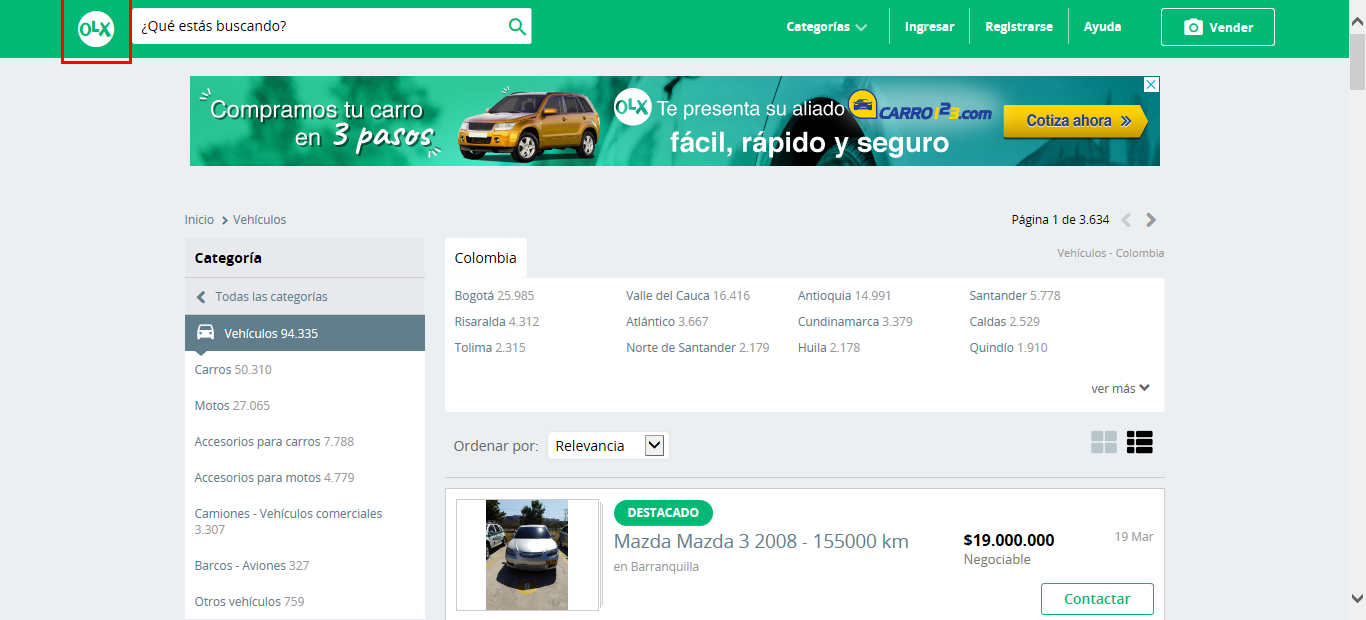 OLX
¿Qué estás buscando?
Categorías
Ingresar
Registrarse
Ayuda
Vender
Compramos tu carro
en 3 pasos
OLX Te presenta su aliado CARRO123.com
fácil, rápido y seguro
Cotiza ahora »
Inicio > Vehículos
Página 1 de 3.634
Categoría
Todas las categorías
Vehículos 94.335
Carros 50.310
Motos 27.065
Accesorios para carros 7.788
Accesorios para motos 4.779
Camiones - Vehículos comerciales
3.307
Barcos - Aviones 327
Otros vehículos 759
Colombia
Vehículos - Colombia
Bogotá 25.985
Valle del Cauca 16.416
Antioquia 14.991
Santander 5.778
Risaralda 4.312
Atlántico 3.667
Cundinamarca 3.379
Caldas 2.529
Tolima 2.315
Norte de Santander 2.179
Huila 2.178
Quindío 1.910
ver más
Ordenar por: Relevancia
DESTACADO
Mazda Mazda 3 2008 - 155000 km
en Barranquilla
$19.000.000
Negociable
19 Mar
Contactar